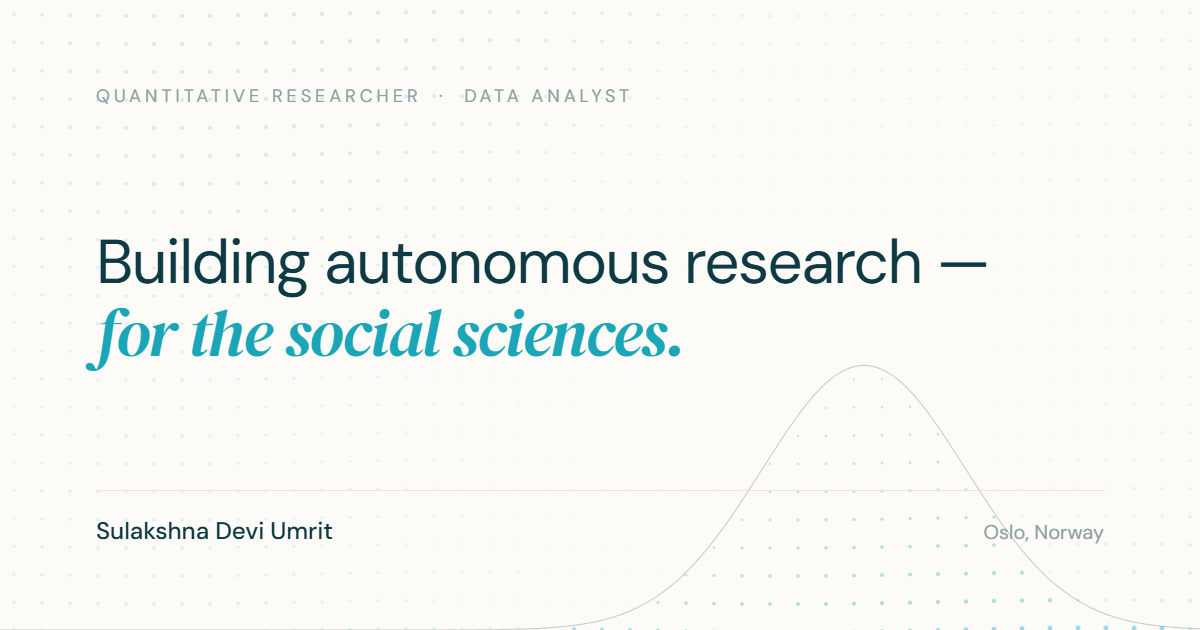 QUANTITATIVE RESEARCHER · DATA ANALYST
Building autonomous research —
for the social sciences.
Sulakshna Devi Umrit
Oslo, Norway